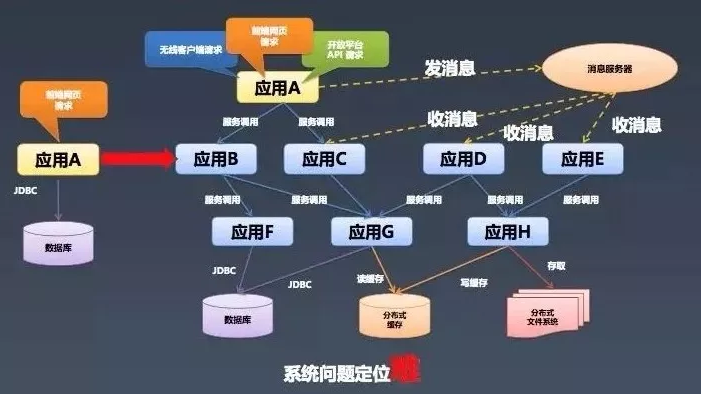 前端网页
请求
无线客户端请求
开放平台
API 请求
应用A
发消息
消息服务器
前端网页
请求
服务调用
服务调用
收消息
收消息
收消息
应用A
应用B
应用C
应用D
应用E
JDBC
服务调用
服务调用
服务调用
服务调用
服务调用
数据库
应用F
应用G
应用H
JDBC
JDBC
读缓存
写缓存
存取
数据库
分布式
缓存
分布式
文件系统
系统问题定位难